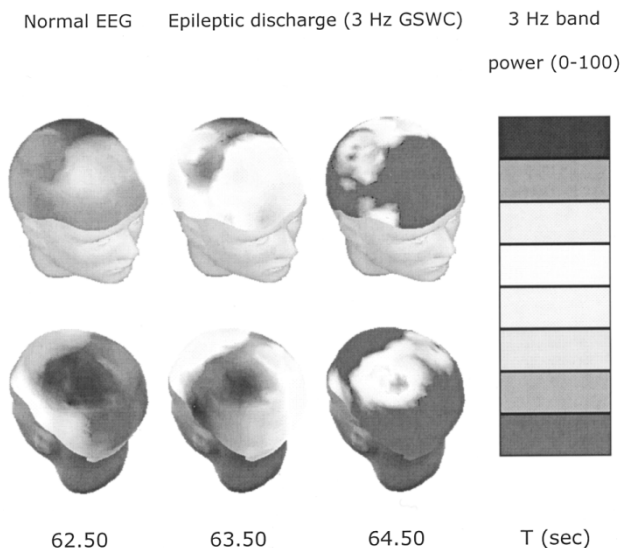 Normal EEG Epileptic discharge (3 Hz GSWC) 3 Hz band
power (0-100)
62.50 63.50 64.50 T (sec)